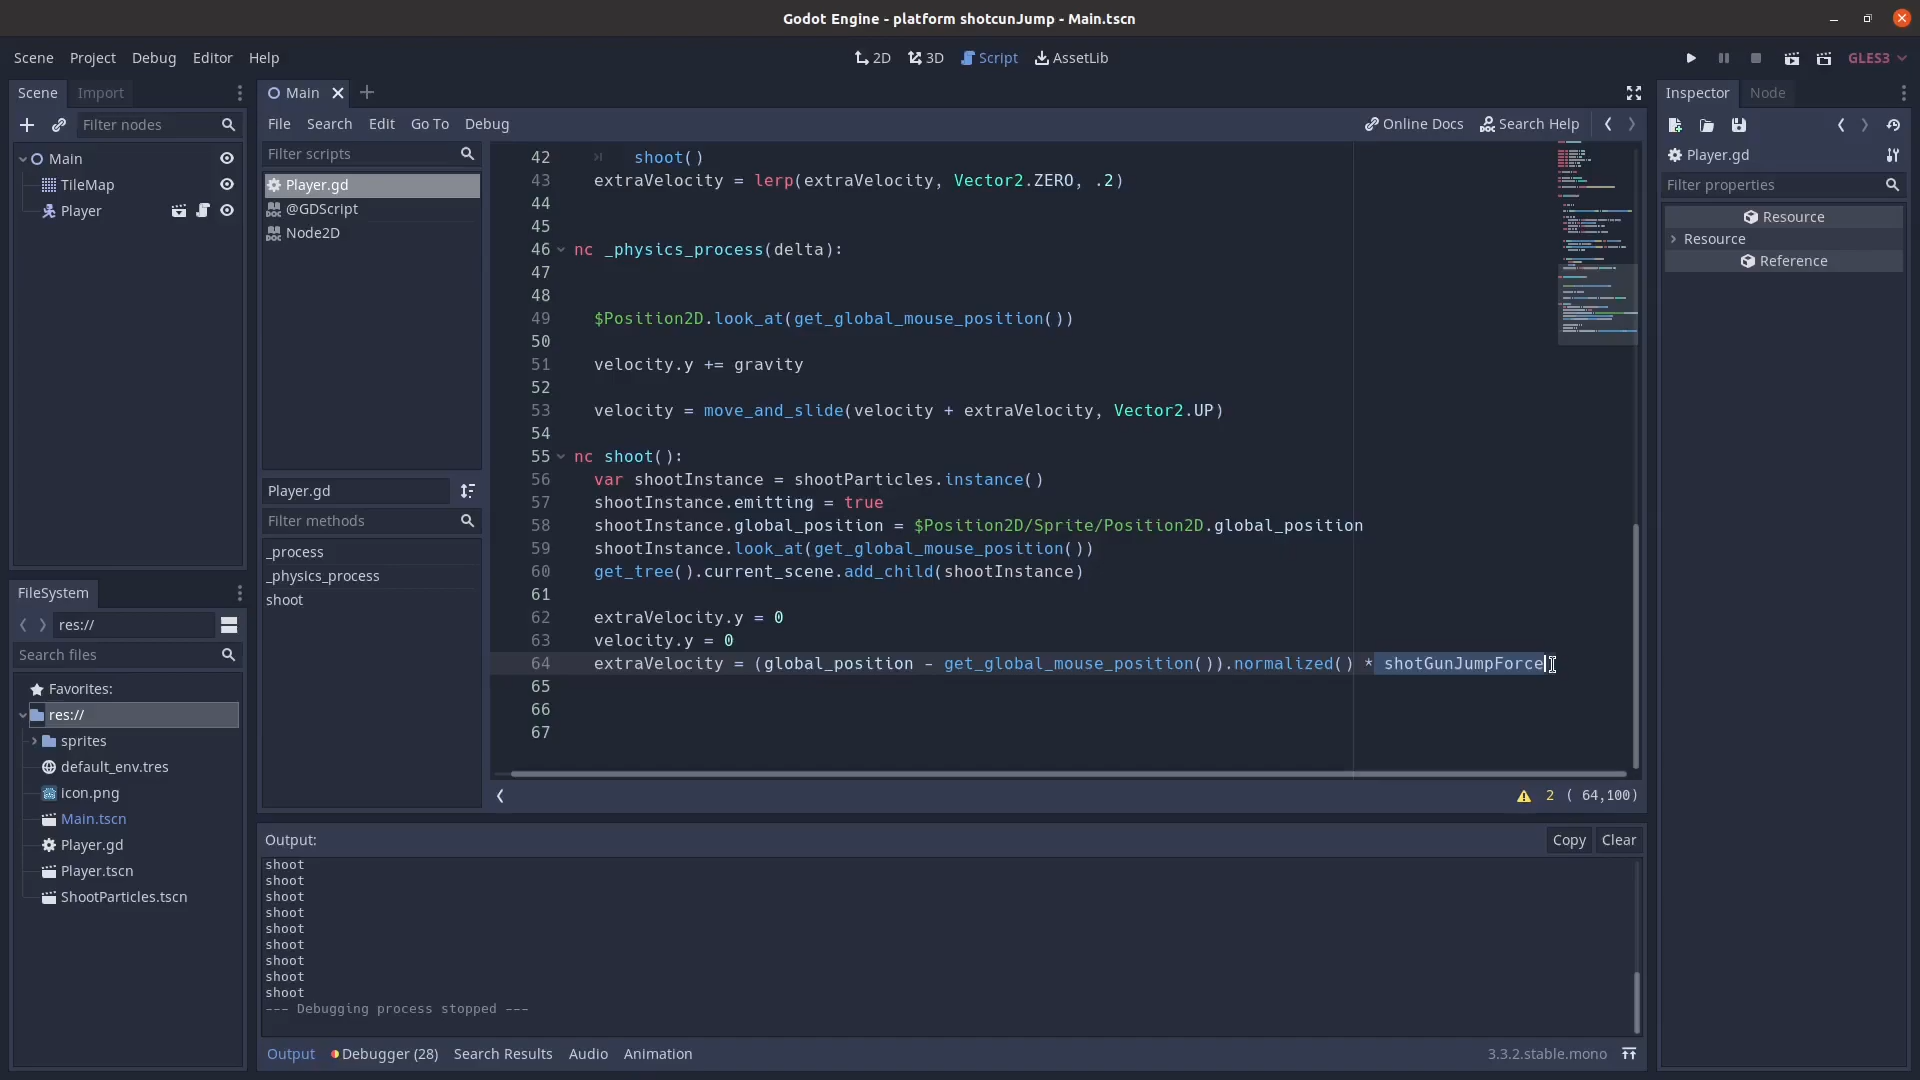 Godot Engine - platform shotcunJump - Main.tscn
Scene Project Debug Editor Help
2D 3D Script AssetLib
GLES3
Scene Import
Filter nodes
Main
TileMap
Player
FileSystem
res://
Search files
Favorites:
res://
sprites
default_env.tres
icon.png
Main.tscn
Player.gd
Player.tscn
ShootParticles.tscn
Main
File Search Edit Go To Debug
Online Docs Search Help
Filter scripts
Player.gd
@GDScript
Node2D
Player.gd
Filter methods
_process
_physics_process
shoot
42 shoot()
43 extraVelocity = lerp(extraVelocity, Vector2.ZERO, .2)
44
45
46 nc _physics_process(delta):
47
48
49 $Position2D.look_at(get_global_mouse_position())
50
51 velocity.y += gravity
52
53 velocity = move_and_slide(velocity + extraVelocity, Vector2.UP)
54
55 nc shoot():
56 var shootInstance = shootParticles.instance()
57 shootInstance.emitting = true
58 shootInstance.global_position = $Position2D/Sprite/Position2D.global_position
59 shootInstance.look_at(get_global_mouse_position())
60 get_tree().current_scene.add_child(shootInstance)
61
62 extraVelocity.y = 0
63 velocity.y = 0
64 extraVelocity = (global_position - get_global_mouse_position()).normalized() * shotGunJumpForce
65
66
67
2 ( 64,100)
Output:
Copy Clear
shoot
shoot
shoot
shoot
shoot
shoot
shoot
shoot
shoot
--- Debugging process stopped ---
Output Debugger (28) Search Results Audio Animation
3.3.2.stable.mono
Inspector Node
Player.gd
Filter properties
Resource
Resource
Reference